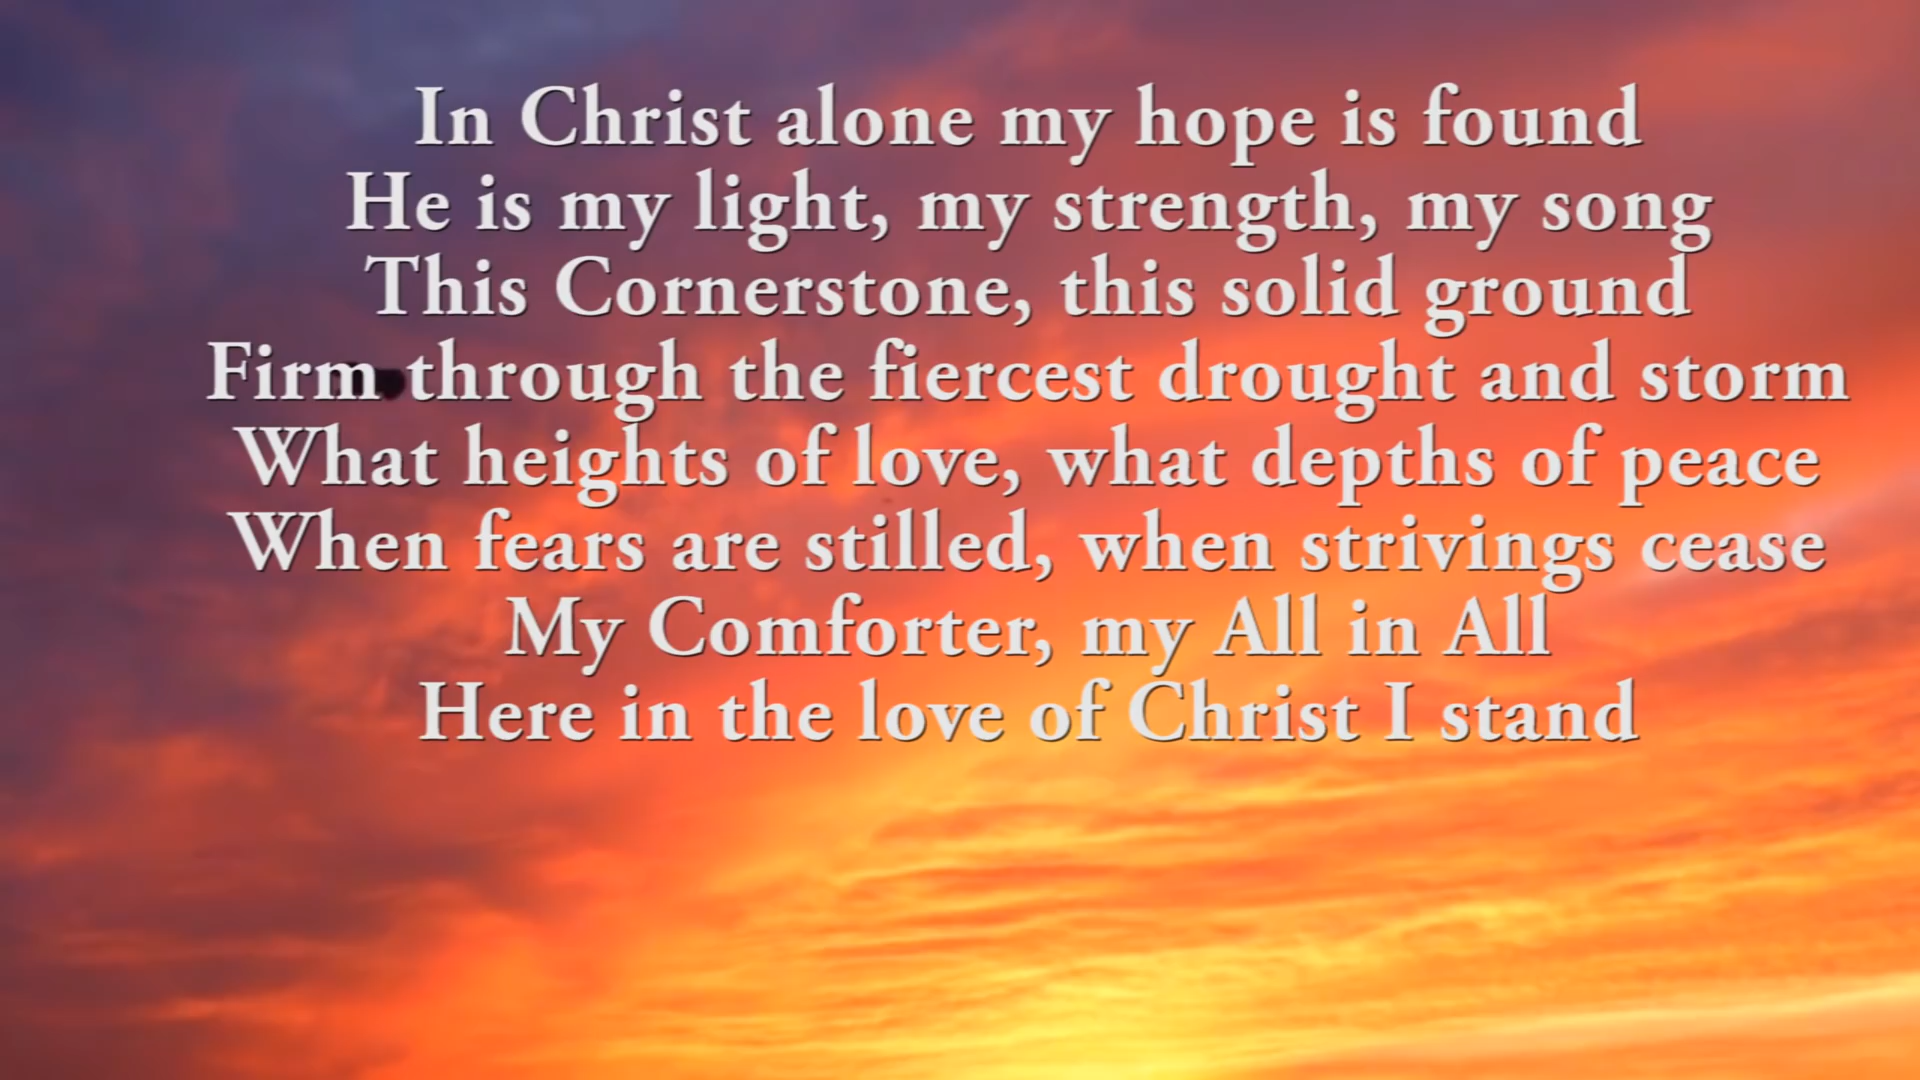 In Christ alone my hope is found
He is my light, my strength, my song
This Cornerstone, this solid ground
Firm through the fiercest drought and storm
What heights of love, what depths of peace
When fears are stilled, when strivings cease
My Comforter, my All in All
Here in the love of Christ I stand